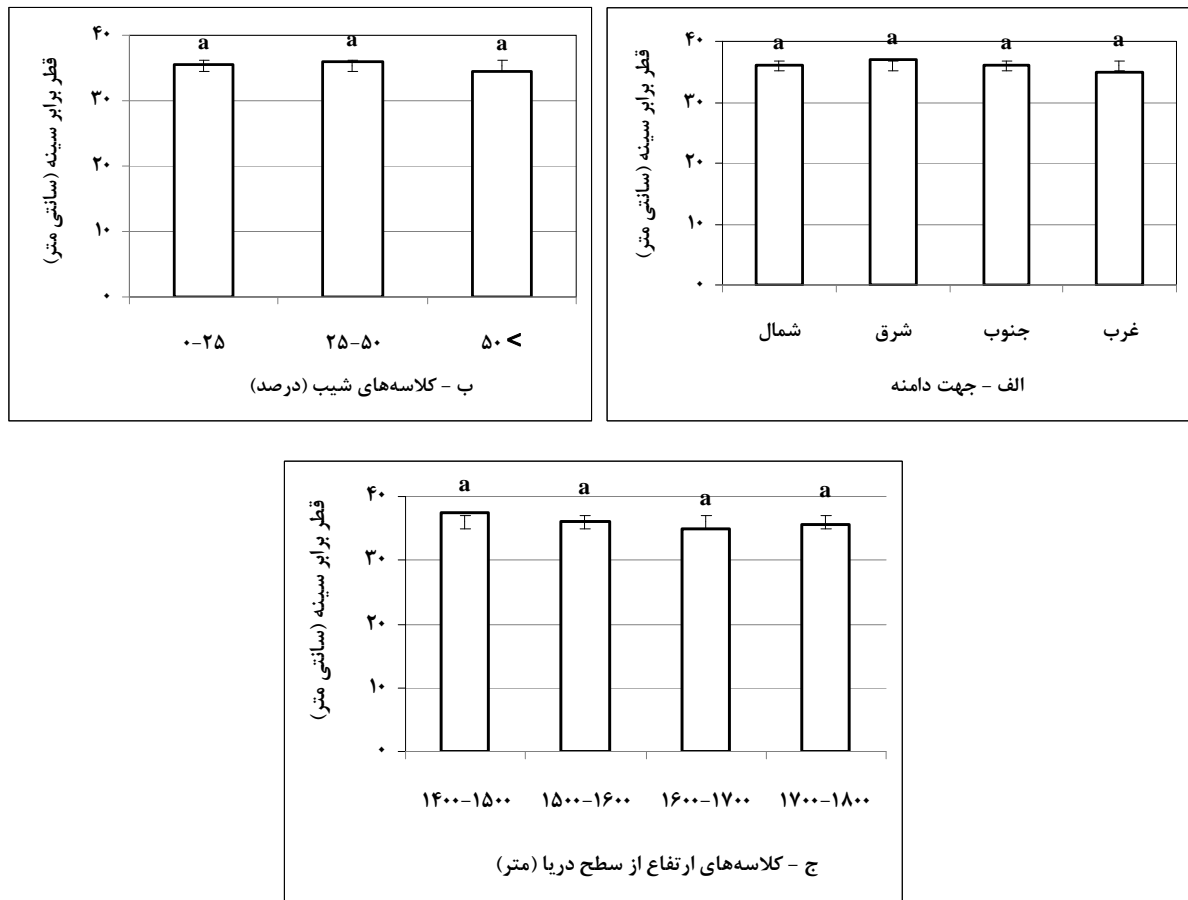 a a a a
قطر برابر سینه (سانتی متر)
۴۰
۳۰
۲۰
۱۰
۰
شمال شرق جنوب غرب
الف - جهت دامنه
a a a
قطر برابر سینه (سانتی متر)
۴۰
۳۰
۲۰
۱۰
۰
۰-۲۵ ۲۵-۵۰ ۵۰ <
ب - کلاسه‌های شیب (درصد)
a a a a
قطر برابر سینه (سانتی متر)
۴۰
۳۰
۲۰
۱۰
۰
۱۴۰۰-۱۵۰۰ ۱۵۰۰-۱۶۰۰ ۱۶۰۰-۱۷۰۰ ۱۷۰۰-۱۸۰۰
ج - کلاسه‌های ارتفاع از سطح دریا (متر)